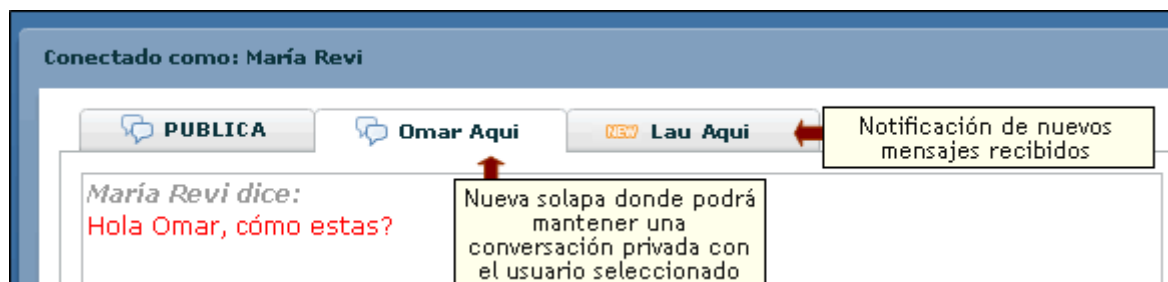 Conectado como: María Revi
PUBLICA
Omar Aqui
NEW Lau Aqui
Notificación de nuevos
mensajes recibidos
María Revi dice:
Hola Omar, cómo estas?
Nueva solapa donde podrá
mantener una
conversación privada con
el usuario seleccionado